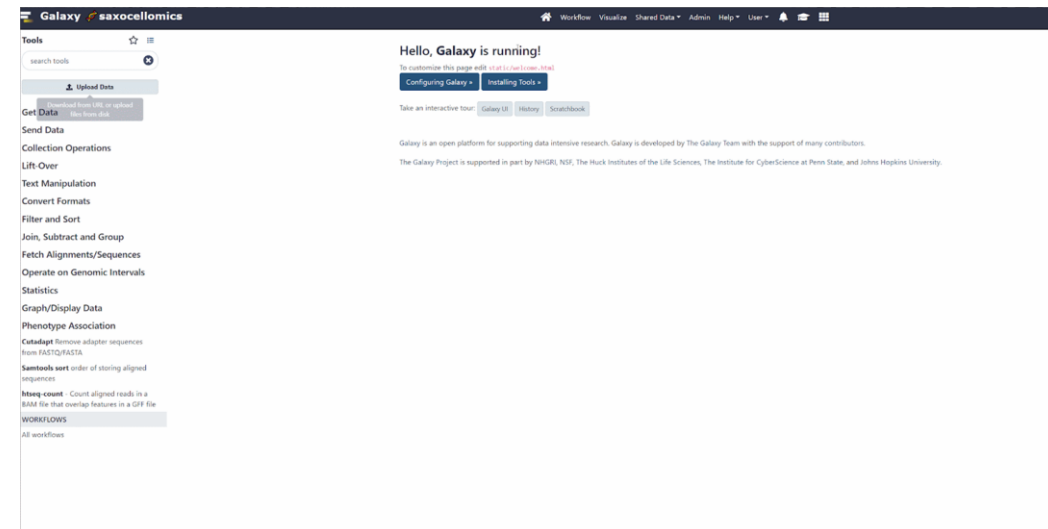 Galaxy saxocellomics
Workflow Visualize Shared Data Admin Help User
Tools
search tools
Upload Data
Download from URL or upload
files from disk
Get Data
Send Data
Collection Operations
Lift-Over
Text Manipulation
Convert Formats
Filter and Sort
Join, Subtract and Group
Fetch Alignments/Sequences
Operate on Genomic Intervals
Statistics
Graph/Display Data
Phenotype Association
Cutadapt Remove adapter sequences
from FASTQ/FASTA
Samtools sort order of storing aligned
sequences
htseq-count - Count aligned reads in a
BAM file that overlap features in a GFF file
WORKFLOWS
All workflows
Hello, Galaxy is running!
To customize this page edit static/welcome.html
Configuring Galaxy » Installing Tools »
Take an interactive tour: Galaxy UI History Scratchbook
Galaxy is an open platform for supporting data intensive research. Galaxy is developed by The Galaxy Team with the support of many contributors.
The Galaxy Project is supported in part by NHGRI, NSF, The Huck Institutes of the Life Sciences, The Institute for CyberScience at Penn State, and Johns Hopkins University.